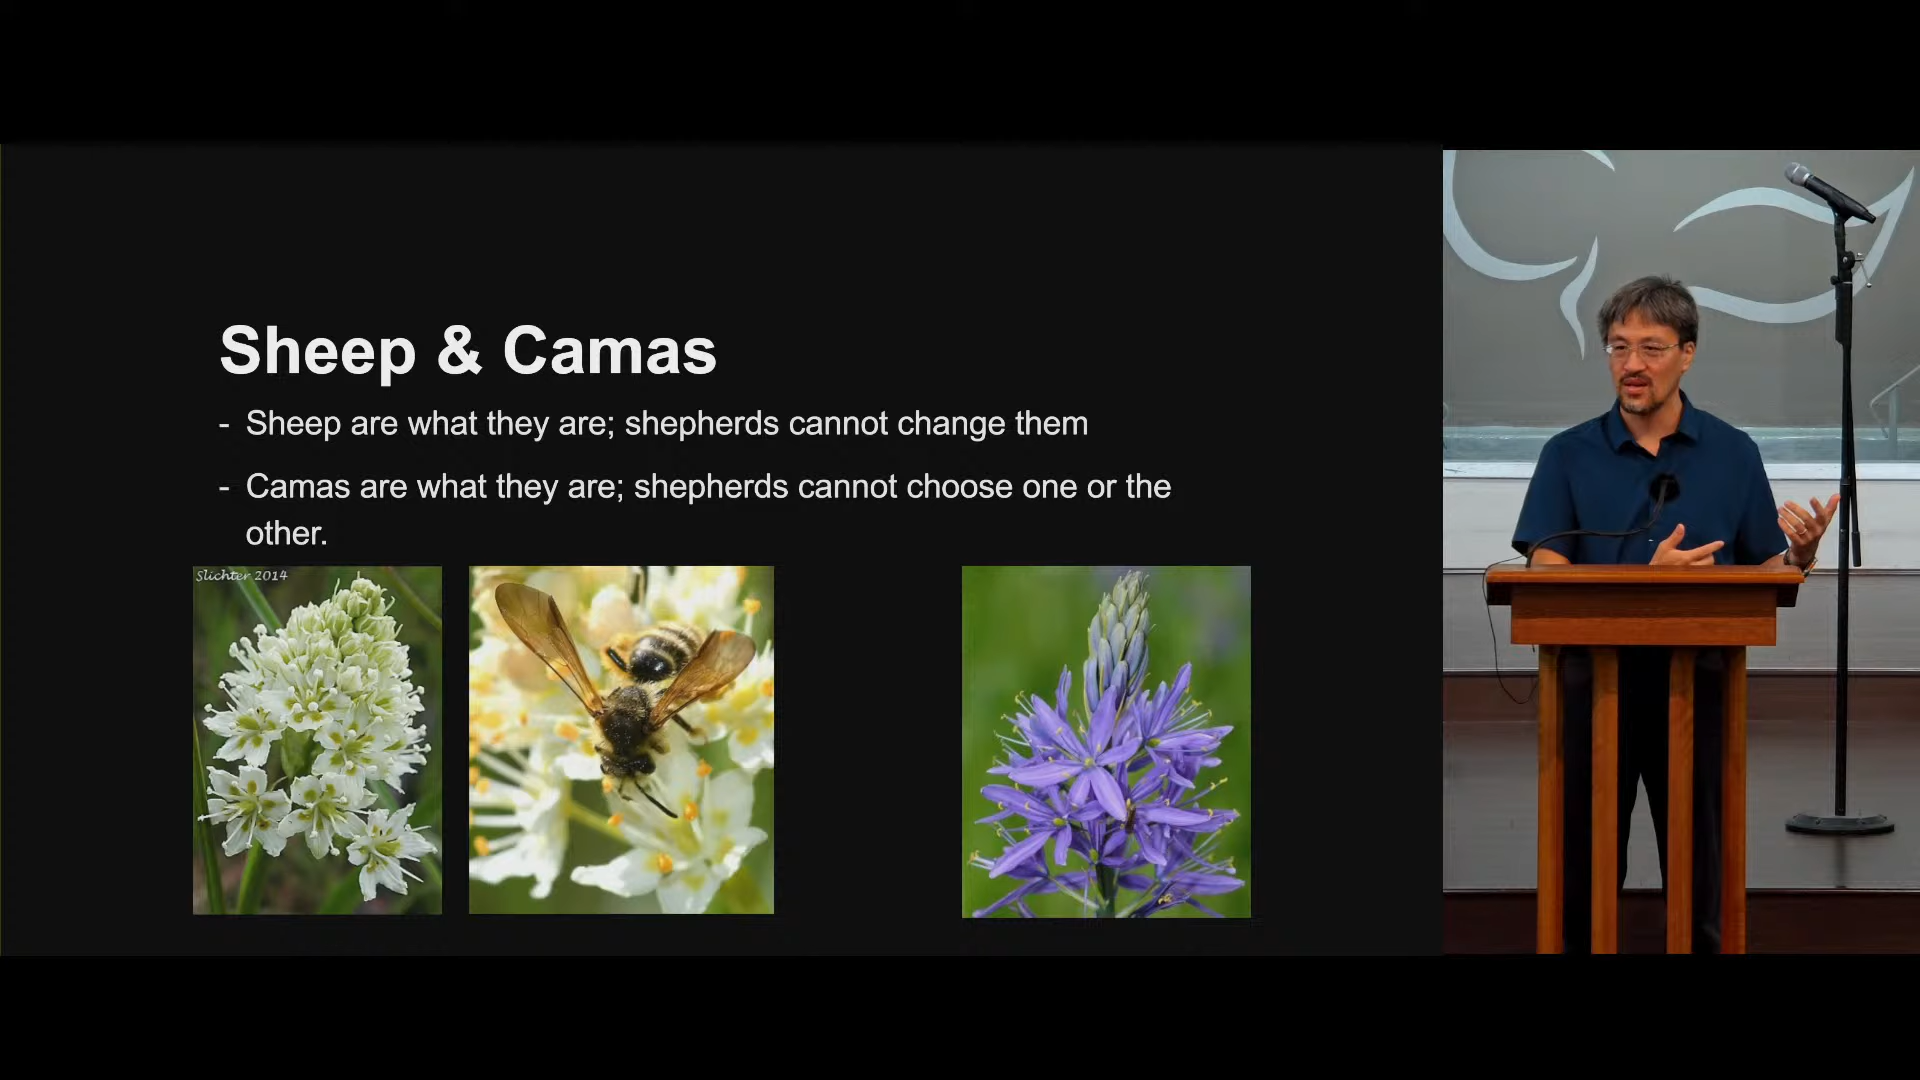 Sheep & Camas
- Sheep are what they are; shepherds cannot change them
- Camas are what they are; shepherds cannot choose one or the
other.
Slichter 2014